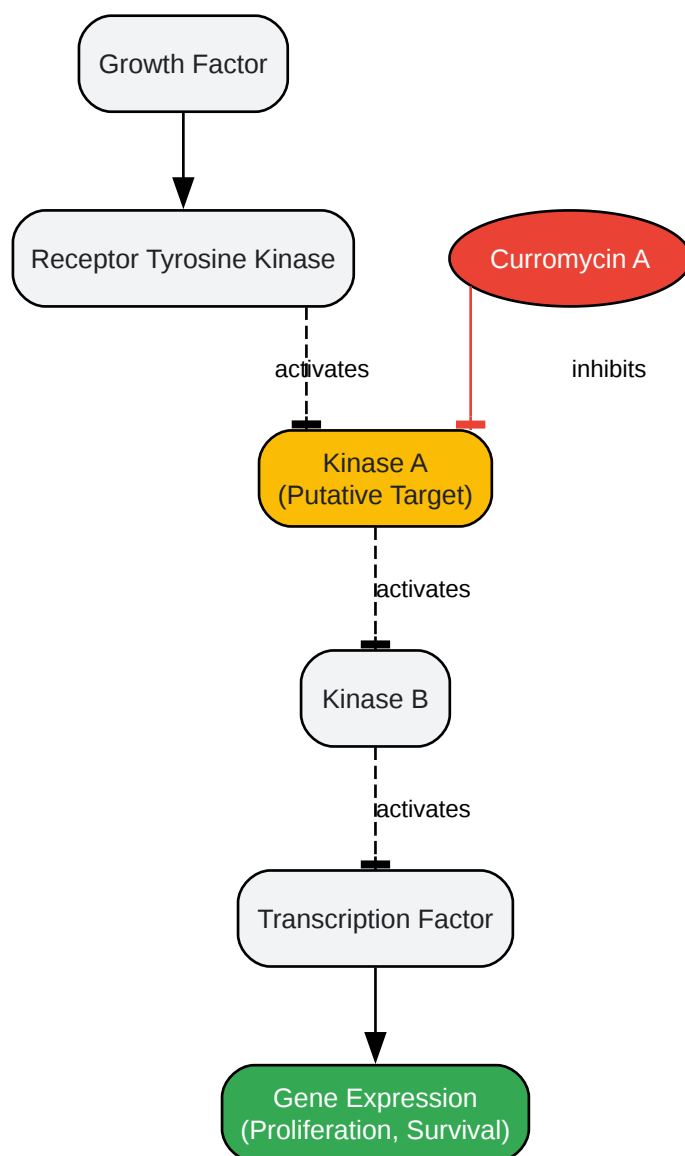 Growth Factor
Receptor Tyrosine Kinase
Curromycin A
activates
inhibits
Kinase A
(Putative Target)
activates
Kinase B
activates
Transcription Factor
Gene Expression
(Proliferation, Survival)